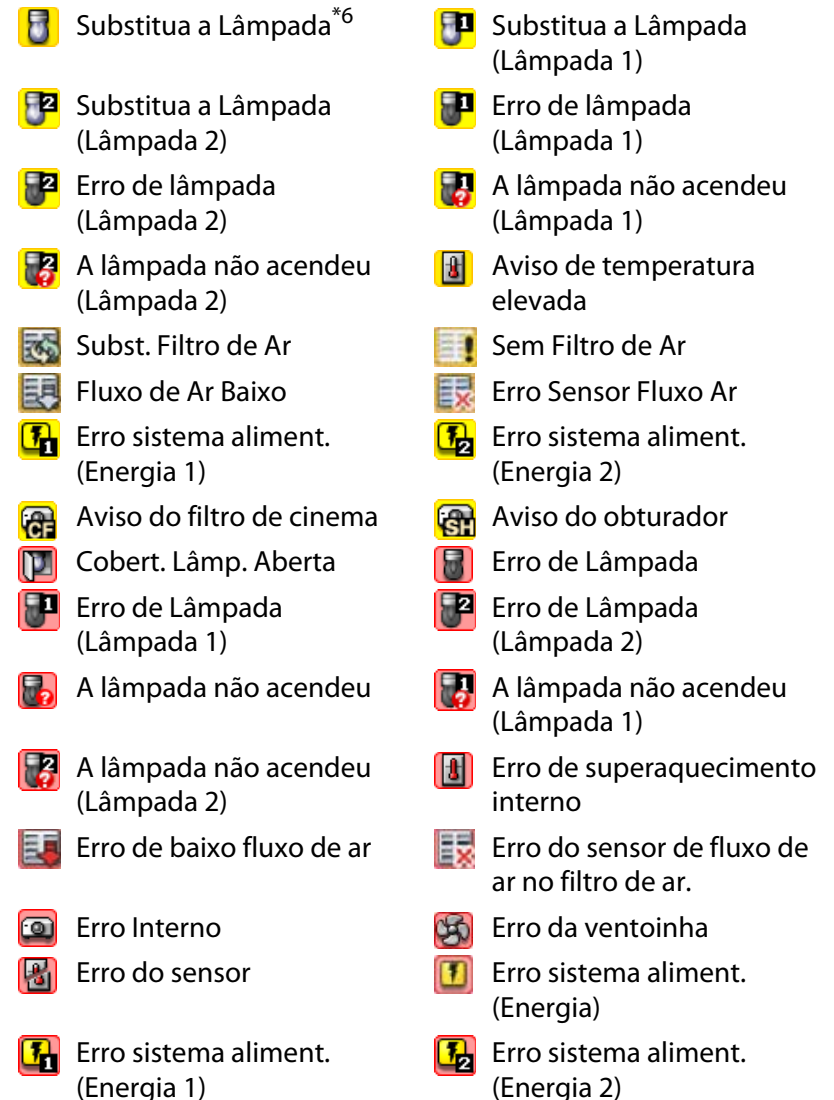 Substitua a Lâmpada*6
Substitua a Lâmpada
(Lâmpada 1)
Substitua a Lâmpada
(Lâmpada 2)
Erro de lâmpada
(Lâmpada 1)
Erro de lâmpada
(Lâmpada 2)
A lâmpada não acendeu
(Lâmpada 1)
A lâmpada não acendeu
(Lâmpada 2)
Aviso de temperatura
elevada
Subst. Filtro de Ar
Sem Filtro de Ar
Fluxo de Ar Baixo
Erro Sensor Fluxo Ar
Erro sistema aliment.
(Energia 1)
Erro sistema aliment.
(Energia 2)
Aviso do filtro de cinema
Aviso do obturador
Cobert. Lâmp. Aberta
Erro de Lâmpada
Erro de Lâmpada
(Lâmpada 1)
Erro de Lâmpada
(Lâmpada 2)
A lâmpada não acendeu
A lâmpada não acendeu
(Lâmpada 1)
A lâmpada não acendeu
(Lâmpada 2)
Erro de superaquecimento
interno
Erro de baixo fluxo de ar
Erro do sensor de fluxo de
ar no filtro de ar.
Erro Interno
Erro da ventoinha
Erro do sensor
Erro sistema aliment.
(Energia)
Erro sistema aliment.
(Energia 1)
Erro sistema aliment.
(Energia 2)